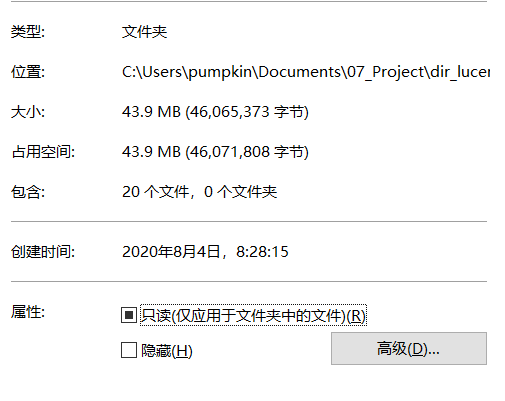 类型: 文件夹
位置: C:\Users\pumpkin\Documents\07_Project\dir_lucer
大小: 43.9 MB (46,065,373 字节)
占用空间: 43.9 MB (46,071,808 字节)
包含: 20 个文件，0 个文件夹
创建时间: 2020年8月4日，8:28:15
属性: 只读(仅应用于文件夹中的文件)(R)
隐藏(H) 高级(D)...